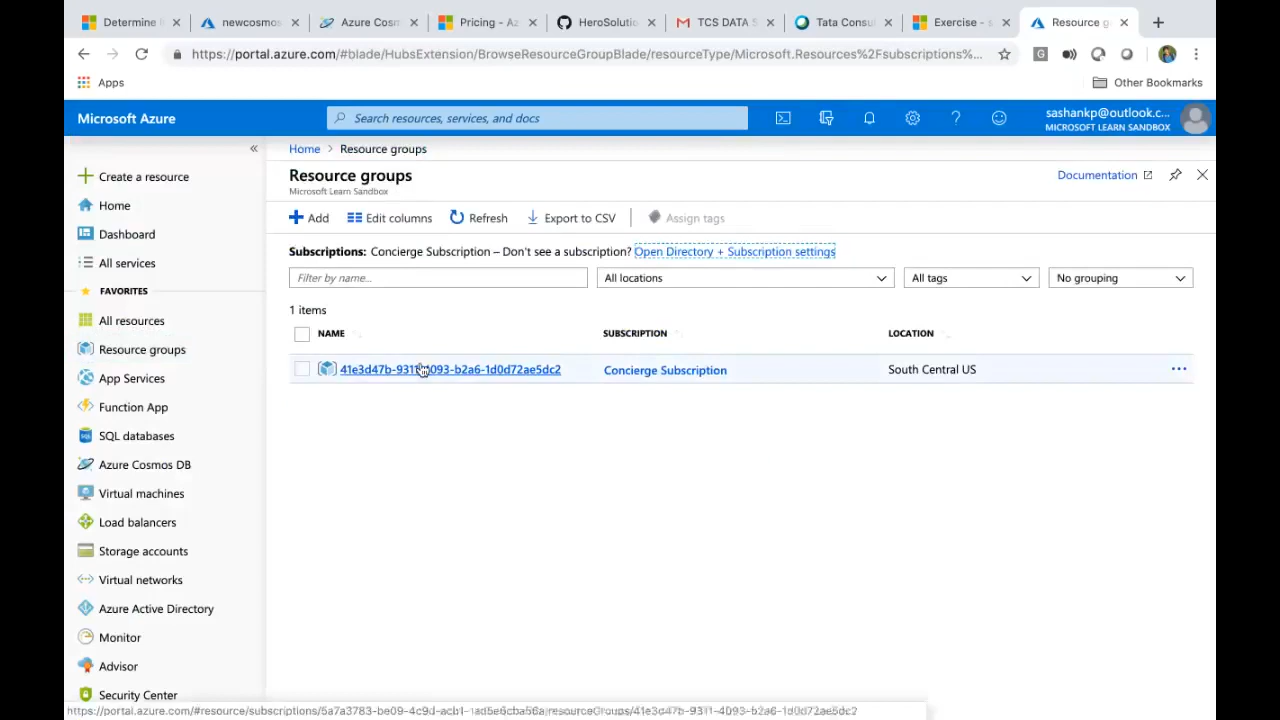 Determine
newcosmos
Azure Cosm
Pricing - Az
HeroSolutio
TCS DATA S
Tata Consul
Exercise - s
Resource g
https://portal.azure.com/#blade/HubsExtension/BrowseResourceGroupBlade/resourceType/Microsoft.Resources%2Fsubscriptions%...
Apps
Other Bookmarks
Microsoft Azure
Search resources, services, and docs
sashankp@outlook.c...
MICROSOFT LEARN SANDBOX
Create a resource
Home
Dashboard
All services
FAVORITES
All resources
Resource groups
App Services
Function App
SQL databases
Azure Cosmos DB
Virtual machines
Load balancers
Storage accounts
Virtual networks
Azure Active Directory
Monitor
Advisor
Security Center
Home > Resource groups
Resource groups
Microsoft Learn Sandbox
Documentation
Add
Edit columns
Refresh
Export to CSV
Assign tags
Subscriptions: Concierge Subscription – Don't see a subscription? Open Directory + Subscription settings
Filter by name...
All locations
All tags
No grouping
1 items
NAME
SUBSCRIPTION
LOCATION
Concierge Subscription
South Central US